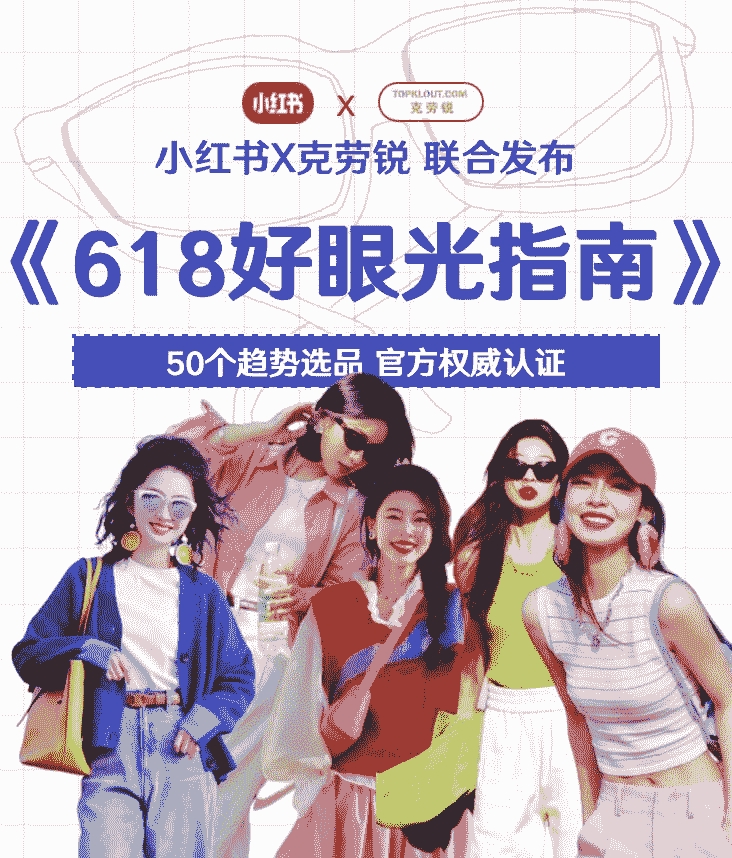 小红书 X TOPKLOUT.COM
克劳锐
小红书X克劳锐 联合发布
《618好眼光指南》
50个趋势选品 官方权威认证
G